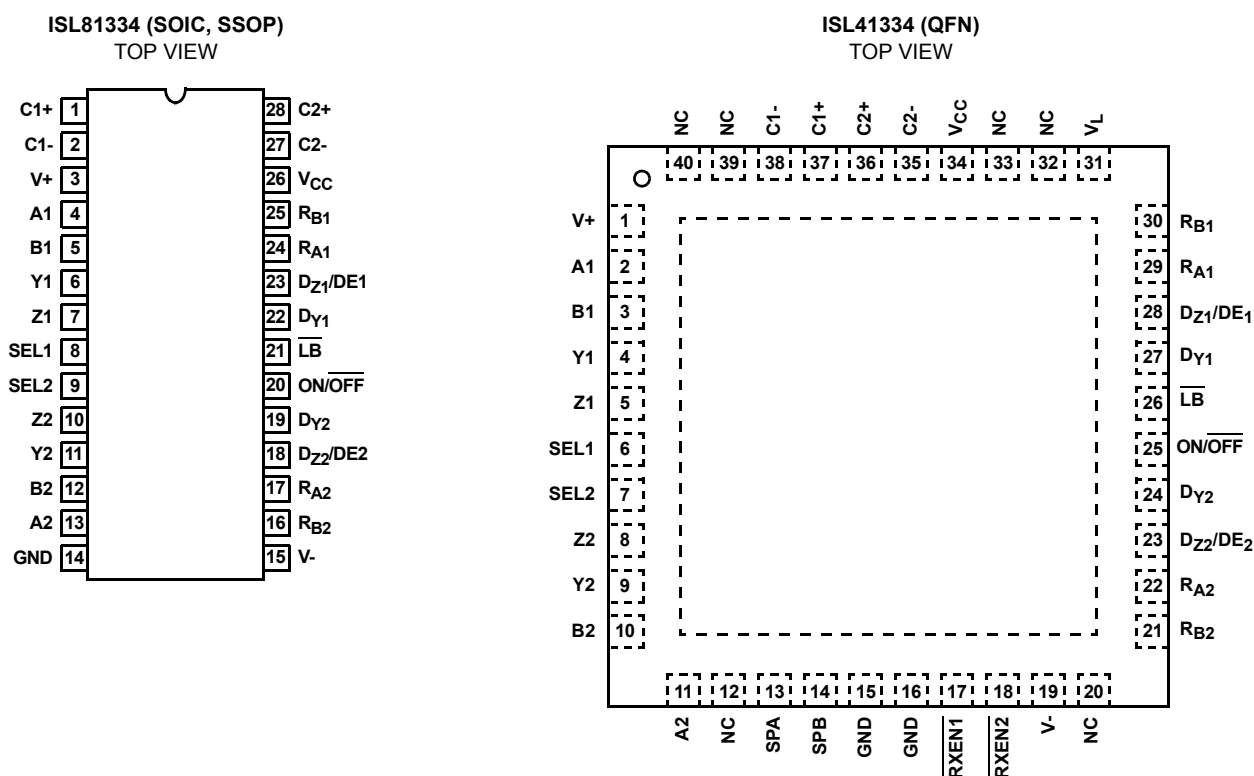 ISL81334 (SOIC, SSOP)
TOP VIEW
C1+ 1
C1- 2
V+ 3
A1 4
B1 5
Y1 6
Z1 7
SEL1 8
SEL2 9
Z2 10
Y2 11
B2 12
A2 13
GND 14
28 C2+
27 C2-
26 VCC
25 RB1
24 RA1
23 DZ1/DE1
22 DY1
21 LB
20 ON/OFF
19 DY2
18 DZ2/DE2
17 RA2
16 RB2
15 V-
ISL41334 (QFN)
TOP VIEW
NC NC C1- C1+ C2+ C2- VCC NC NC VL
40 39 38 37 36 35 34 33 32 31
V+ 1
A1 2
B1 3
Y1 4
Z1 5
SEL1 6
SEL2 7
Z2 8
Y2 9
B2 10
30 RB1
29 RA1
28 DZ1/DE1
27 DY1
26 LB
25 ON/OFF
24 DY2
23 DZ2/DE2
22 RA2
21 RB2
11 12 13 14 15 16 17 18 19 20
A2 NC SPA SPB GND GND RXEN1 RXEN2 V- NC